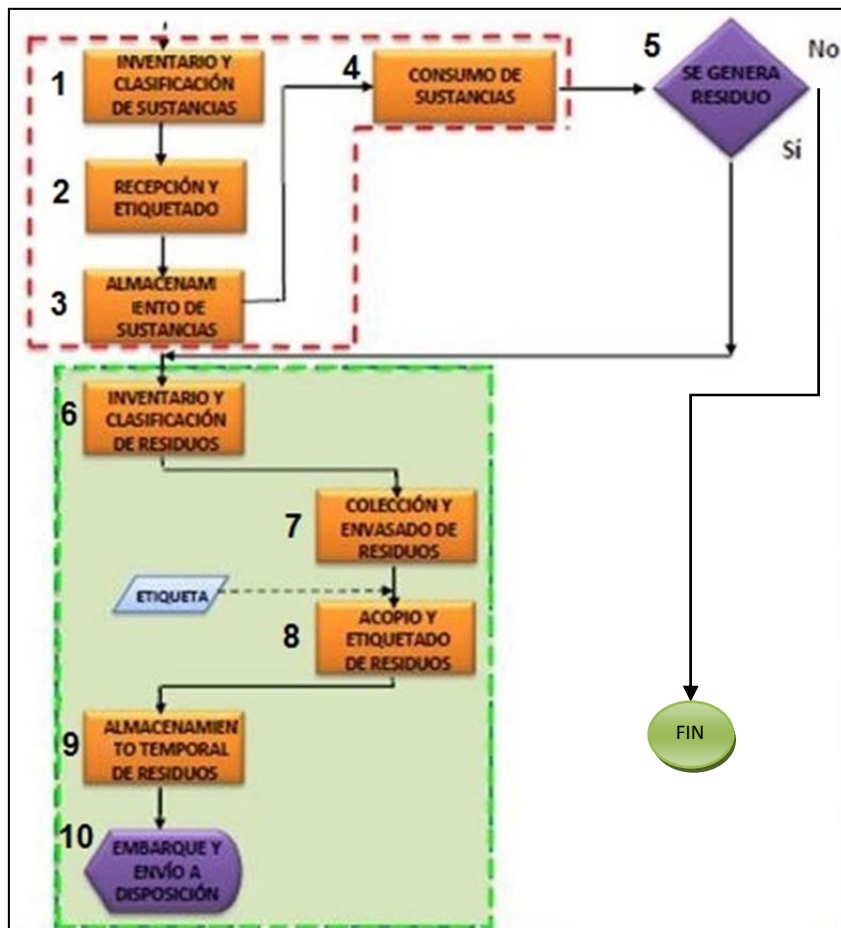 1
INVENTARIO Y
CLASIFICACIÓN
DE SUSTANCIAS
2
RECEPCIÓN Y
ETIQUETADO
3
ALMACENAMI
ENTO DE
SUSTANCIAS
4
CONSUMO DE
SUSTANCIAS
5
SE GENERA
RESIDUO
No
Sí
6
INVENTARIO Y
CLASIFICACIÓN
DE RESIDUOS
7
COLECCIÓN Y
ENVASADO DE
RESIDUOS
ETIQUETA
8
ACOPIO Y
ETIQUETADO
DE RESIDUOS
9
ALMACENAMIEN
TO TEMPORAL
DE RESIDUOS
10
EMBARQUE Y
ENVÍO A
DISPOSICIÓN
FIN